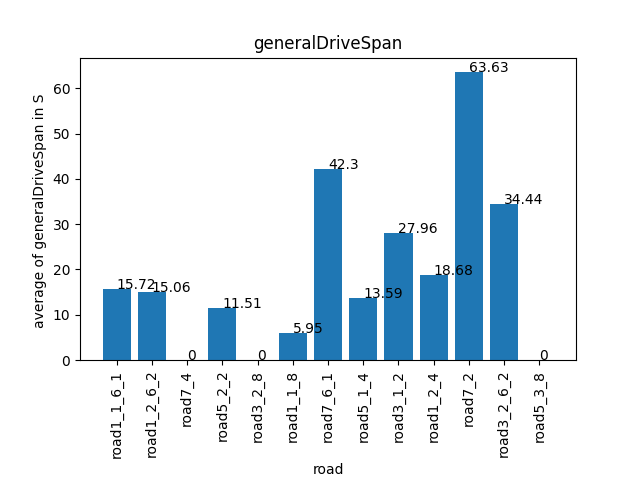 generalDriveSpan
average of generalDriveSpan in S
60
50
40
30
20
10
0
15.72
15.06
0
11.51
0
5.95
42.3
13.59
27.96
18.68
63.63
34.44
0
road1_1_6_1
road1_2_6_2
road7_4
road5_2_2
road3_2_8
road1_1_8
road7_6_1
road5_1_4
road3_1_2
road1_2_4
road7_2
road3_2_6_2
road5_3_8
road